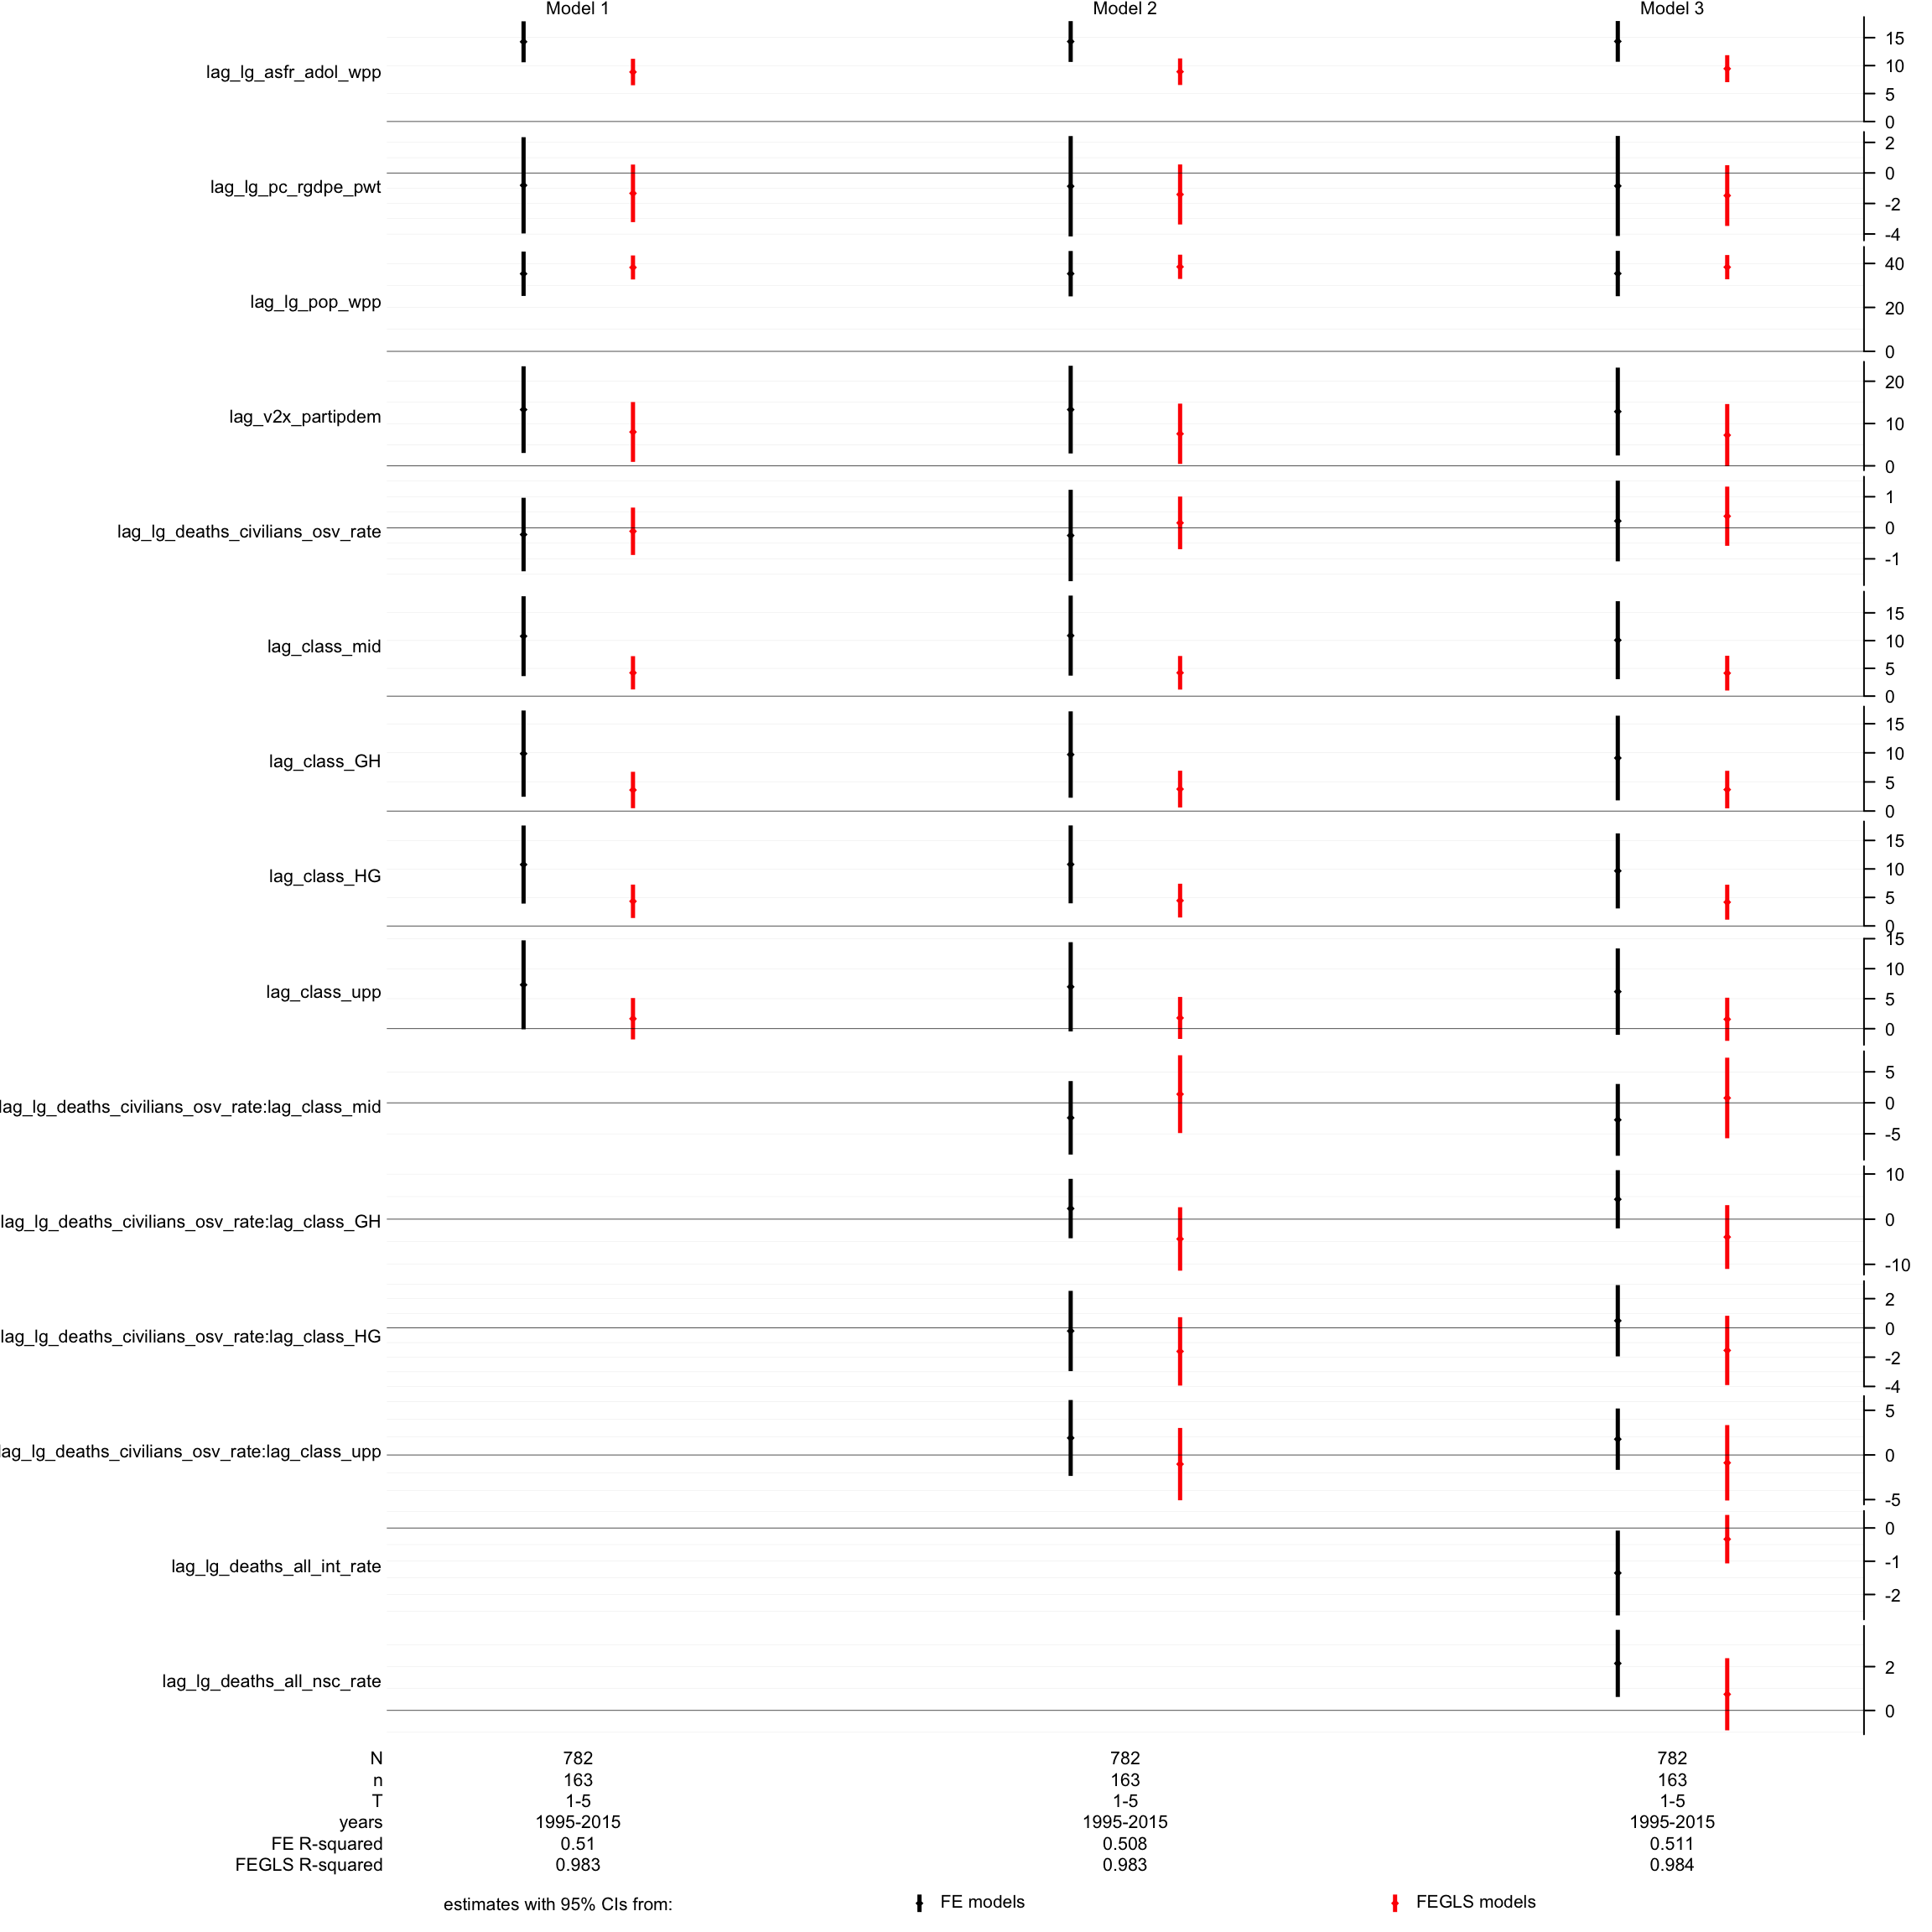 Model 1 Model 2 Model 3
lag_lg_asfr_adol_wpp 15 10 5 0
lag_lg_pc_rgdpe_pwt 2 0 -2 -4
lag_lg_pop_wpp 40 20 0
lag_v2x_partipdem 20 10 0
lag_lg_deaths_civilians_osv_rate 1 0 -1
lag_class_mid 15 10 5 0
lag_class_GH 15 10 5 0
lag_class_HG 15 10 5 0
lag_class_upp 15 10 5 0
lag_lg_deaths_civilians_osv_rate:lag_class_mid 5 0 -5
lag_lg_deaths_civilians_osv_rate:lag_class_GH 10 0 -10
lag_lg_deaths_civilians_osv_rate:lag_class_HG 2 0 -2 -4
lag_lg_deaths_civilians_osv_rate:lag_class_upp 5 0 -5
lag_lg_deaths_all_int_rate 0 -1 -2
lag_lg_deaths_all_nsc_rate 2 0
N 782 782 782
n 163 163 163
T 1-5 1-5 1-5
years 1995-2015 1995-2015 1995-2015
FE R-squared 0.51 0.508 0.511
FEGLS R-squared 0.983 0.983 0.984
estimates with 95% CIs from: FE models FEGLS models